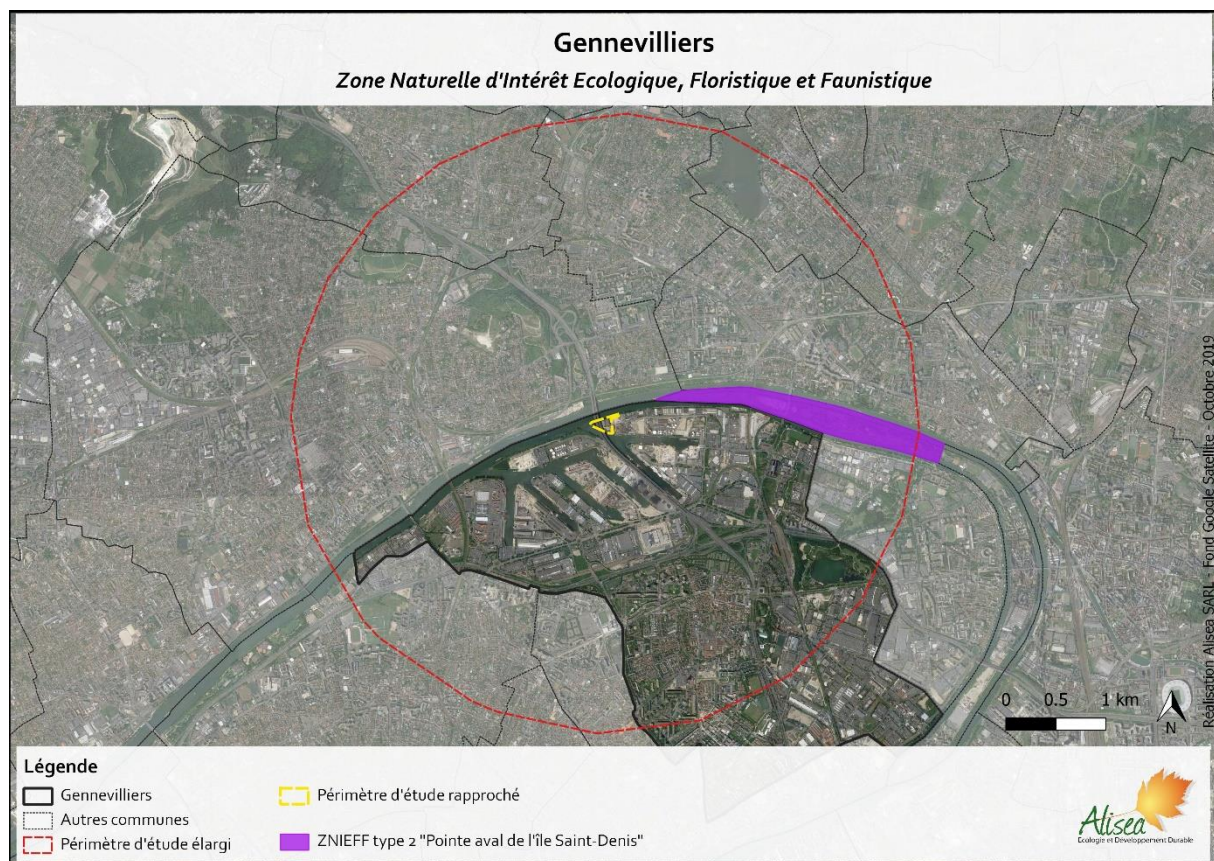 Gennevilliers
Zone Naturelle d'Intérêt Ecologique, Floristique et Faunistique
Réalisation Alisea SARL - Fond Google Satellite - Octobre 2019
0 0.5 1 km
N
Légende
Gennevilliers
Autres communes
Périmètre d'étude élargi
Périmètre d'étude rapproché
ZNIEFF type 2 "Pointe aval de l'île Saint-Denis"
Alisea
Ecologie et Développement Durable